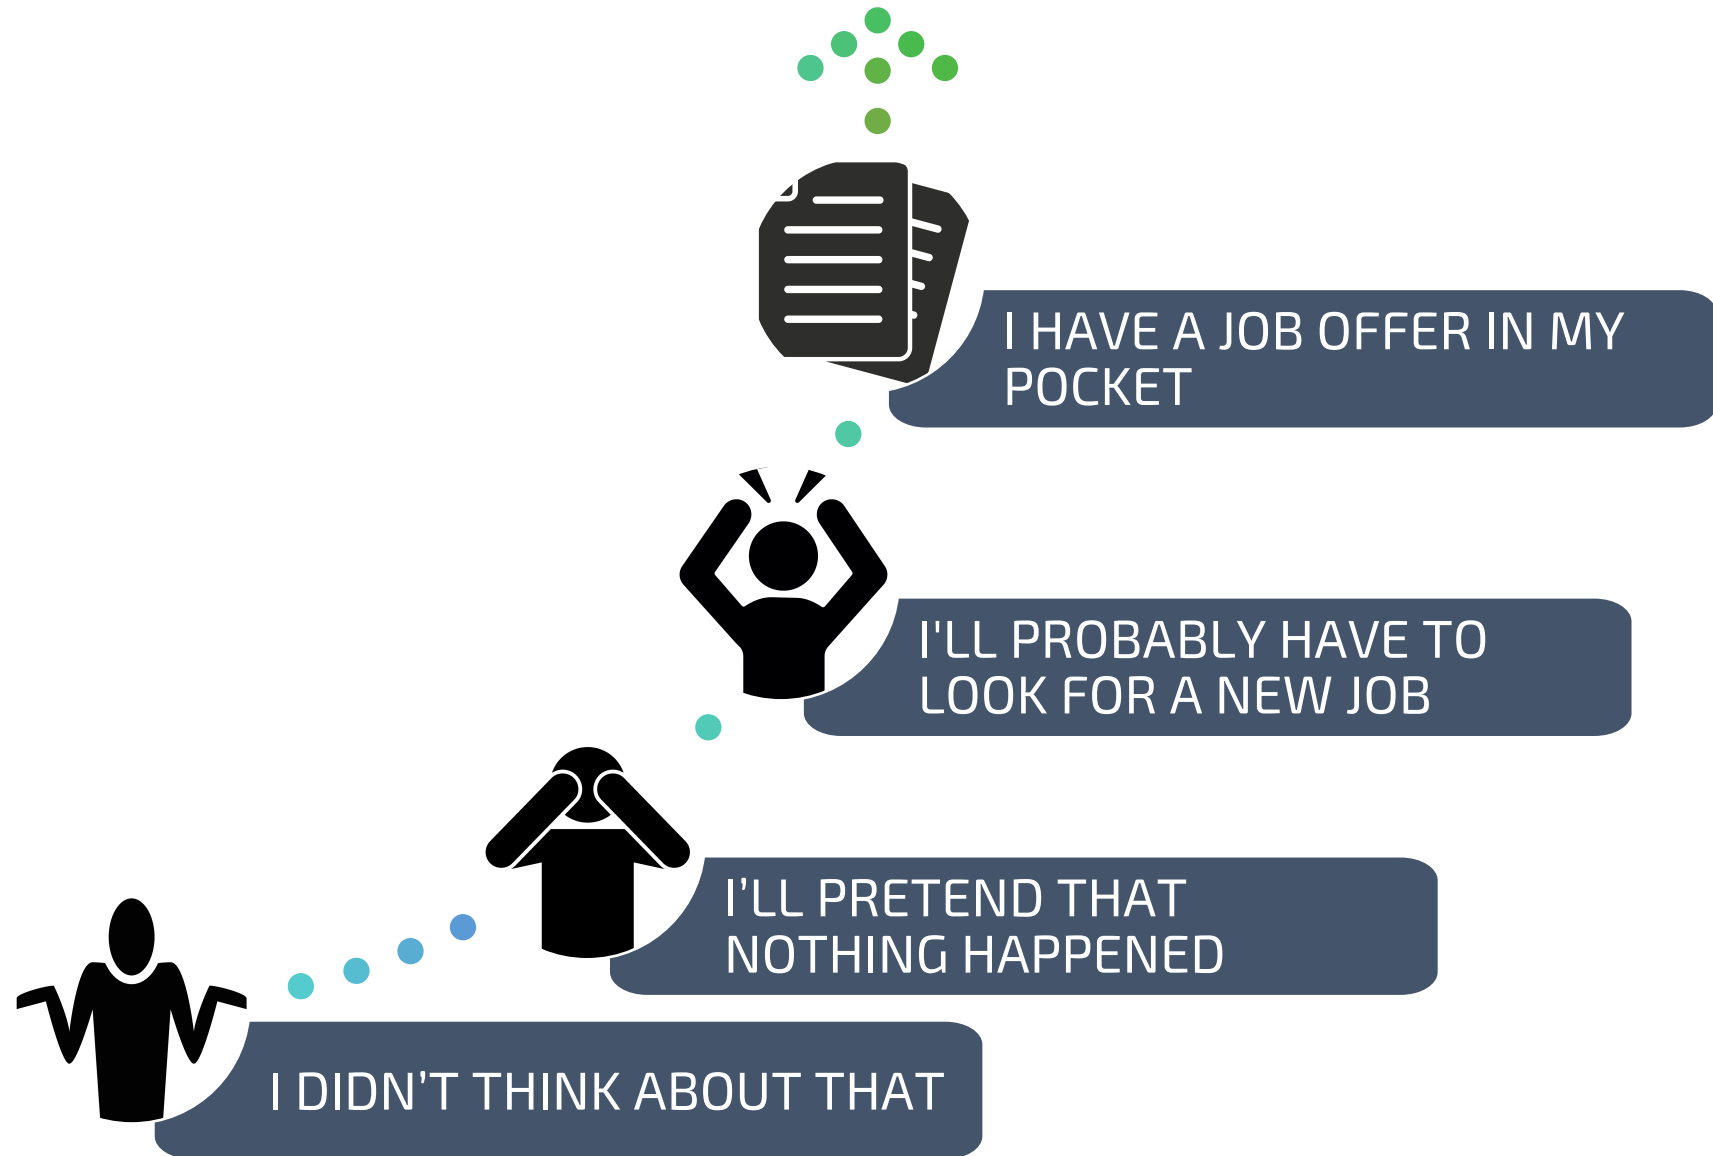 I HAVE A JOB OFFER IN MY
POCKET
I'LL PROBABLY HAVE TO
LOOK FOR A NEW JOB
I’LL PRETEND THAT
NOTHING HAPPENED
I DIDN’T THINK ABOUT THAT